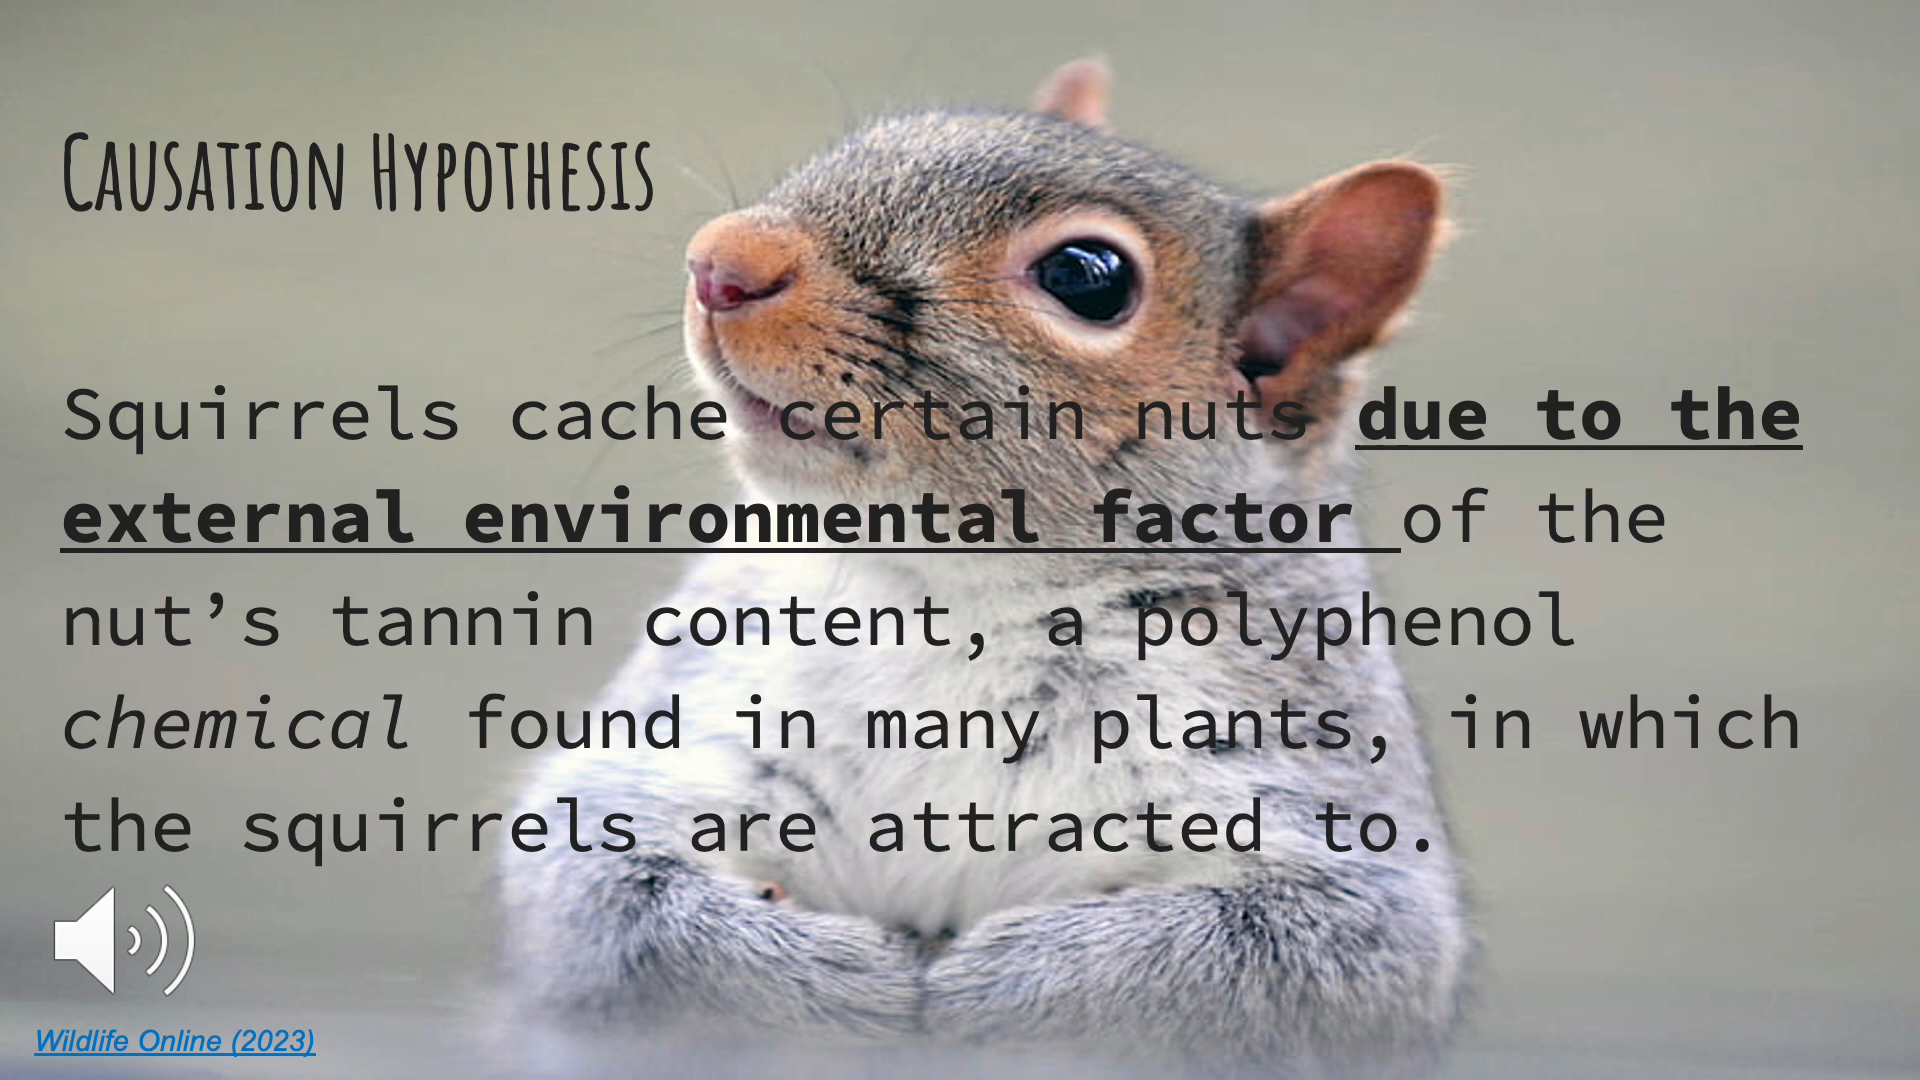 Causation Hypothesis
Squirrels cache certain nuts due to the
external environmental factor of the
nut’s tannin content, a polyphenol
chemical found in many plants, in which
the squirrels are attracted to.
Wildlife Online (2023)